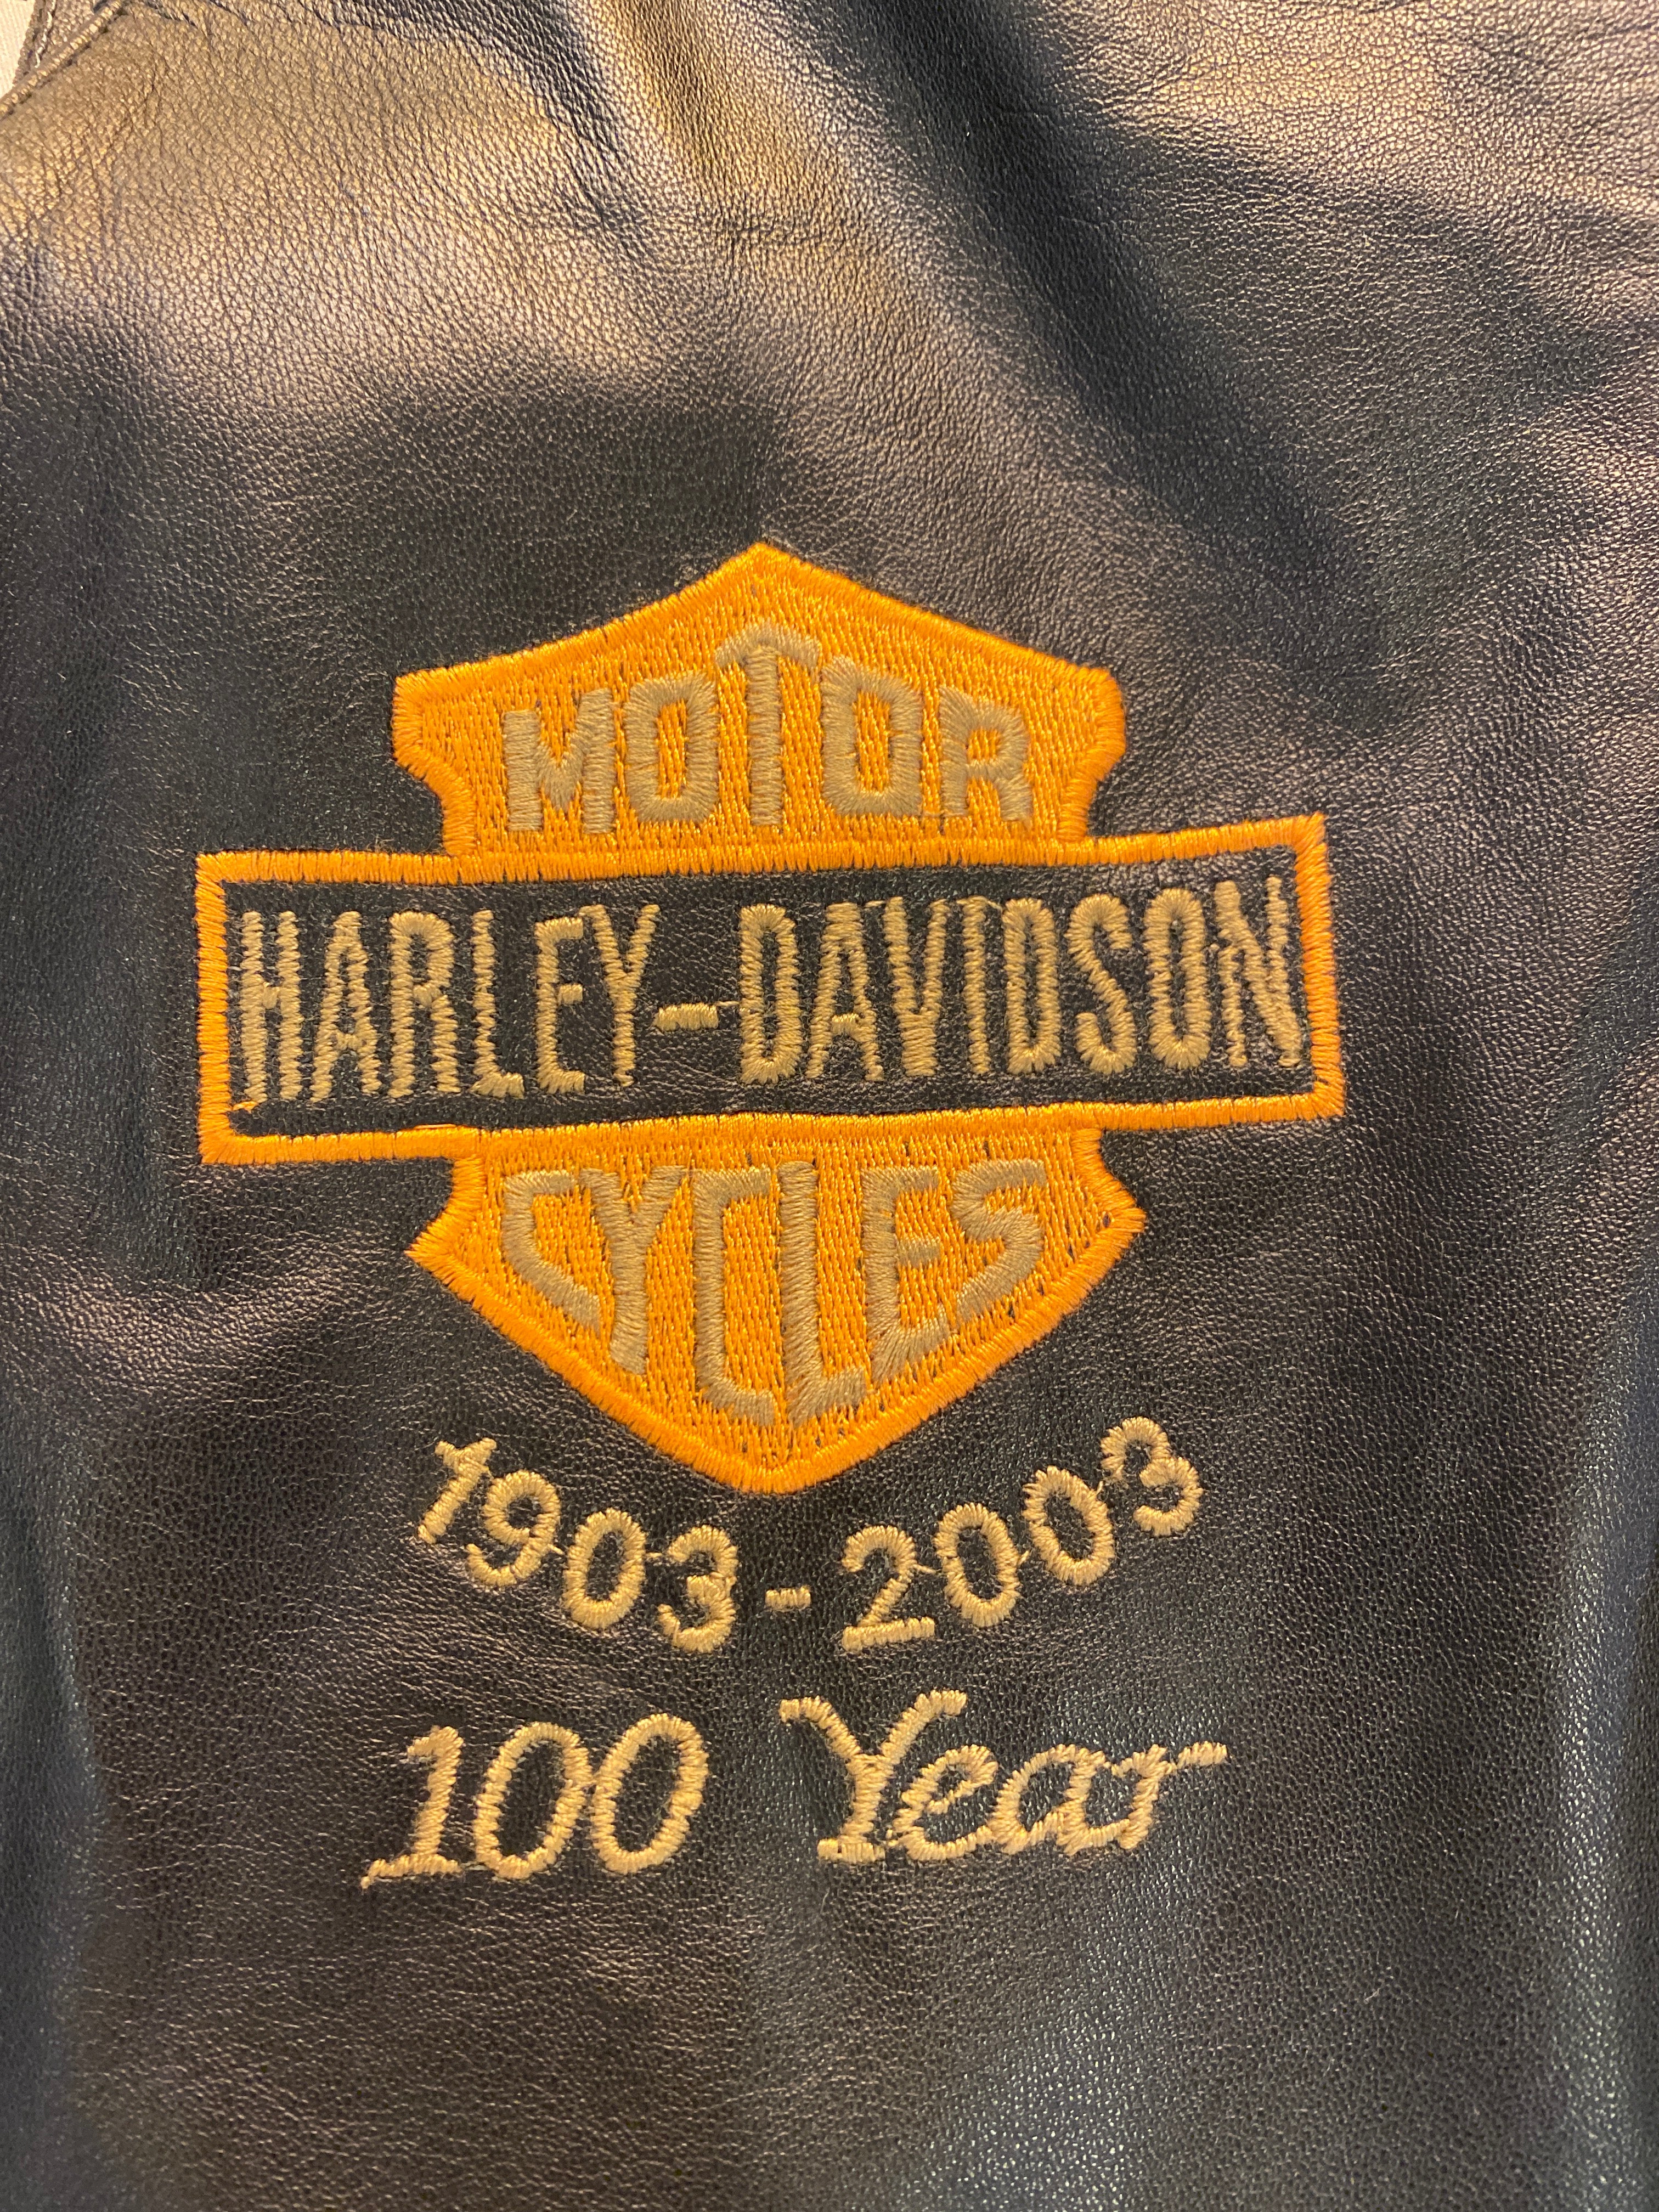 MOTOR
HARLEY-DAVIDSON
CYCLES
1903-2003
100 Year